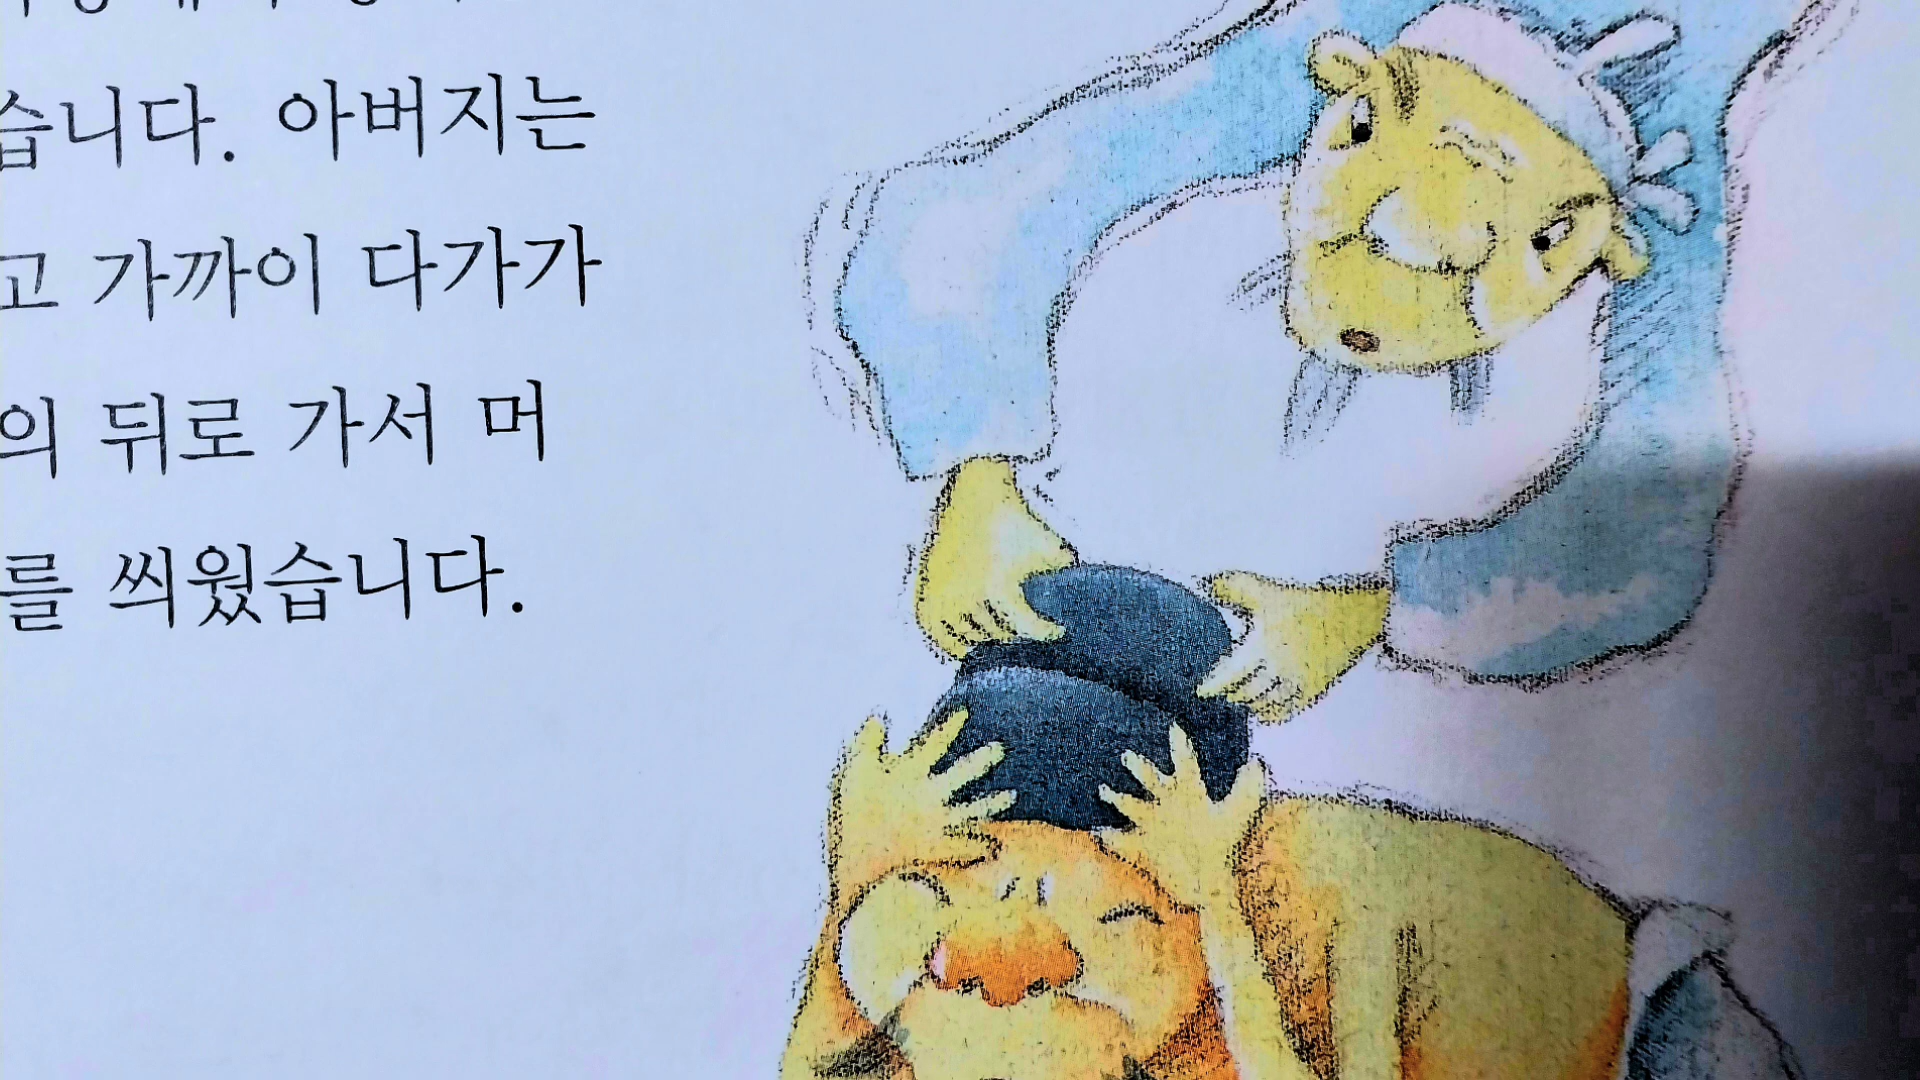 습니다. 아버지는
고 가까이 다가가
의 뒤로 가서 머
를 씌웠습니다.